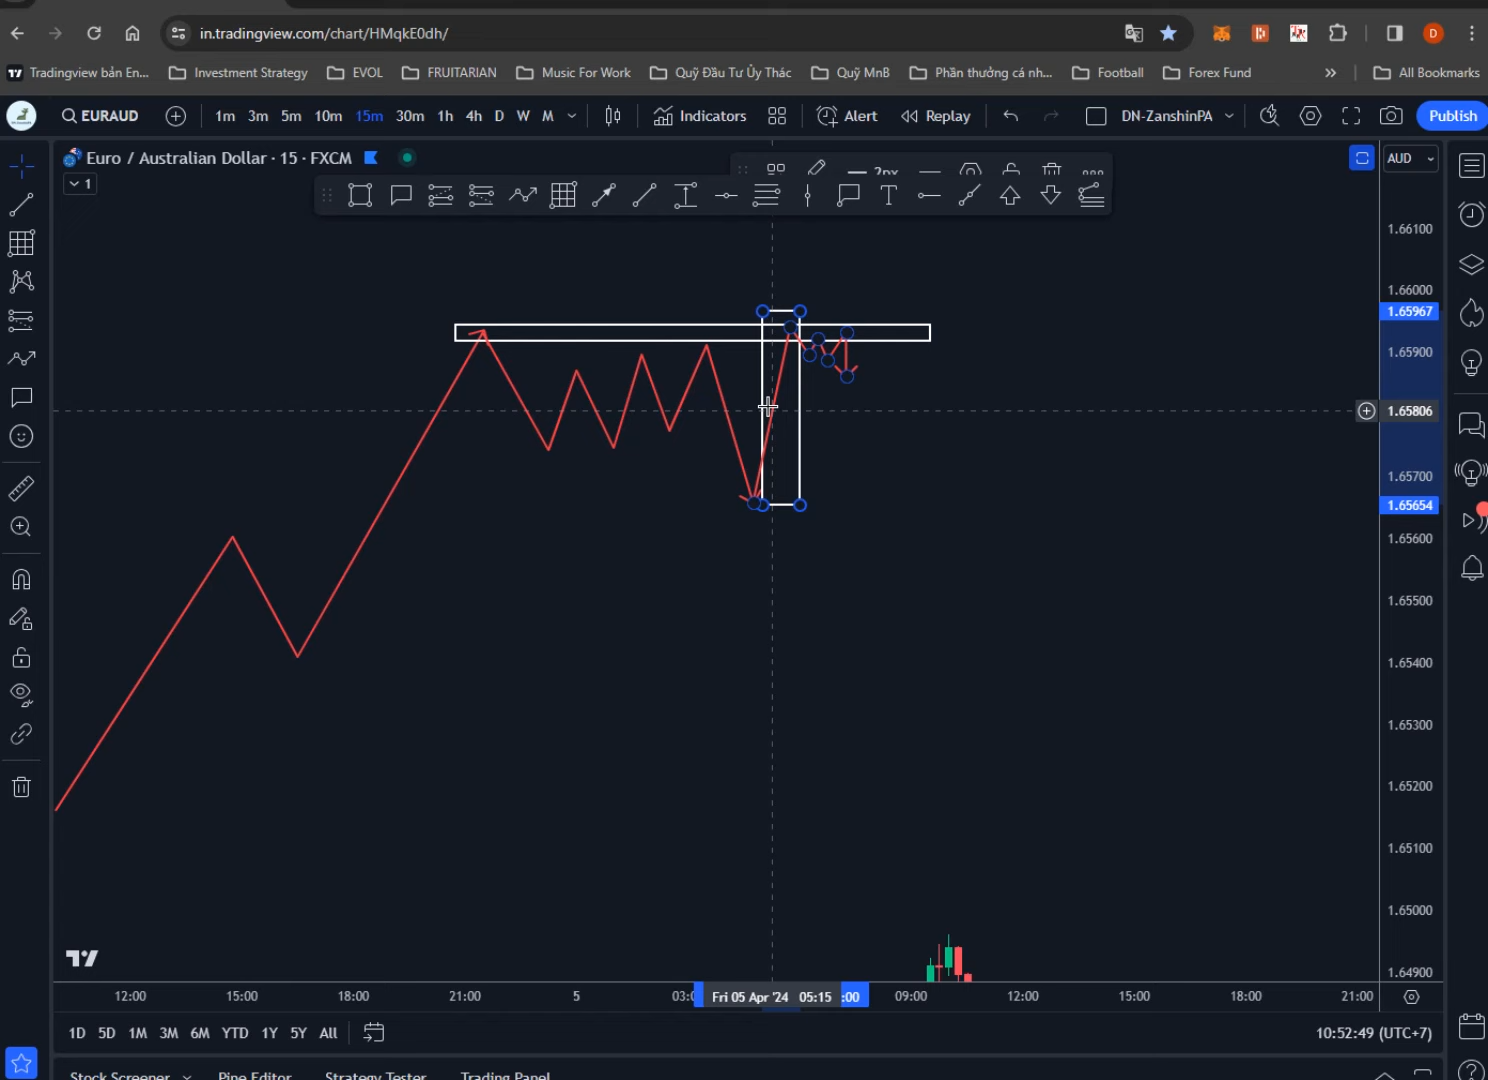 in.tradingview.com/chart/HMqkE0dh/
D
Tradingview bản En... Investment Strategy EVOL FRUITARIAN Music For Work Quỹ Đầu Tư Ủy Thác Quỹ MnB Phần thưởng cá nh... Football Forex Fund » All Bookmarks
EURAUD 1m 3m 5m 10m 15m 30m 1h 4h D W M Indicators Alert Replay DN-ZanshinPA Publish
Euro / Australian Dollar · 15 · FXCM AUD
1
2px
T
1.66100
1.66000
1.65967
1.65900
1.65806
1.65700
1.65654
1.65600
1.65500
1.65400
1.65300
1.65200
1.65100
1.65000
1.64900
12:00 15:00 18:00 21:00 5 03:0 Fri 05 Apr '24 05:15 :00 09:00 12:00 15:00 18:00 21:00
1D 5D 1M 3M 6M YTD 1Y 5Y All 10:52:49 (UTC+7)
Stock Screener Pine Editor Strategy Tester Trading Panel